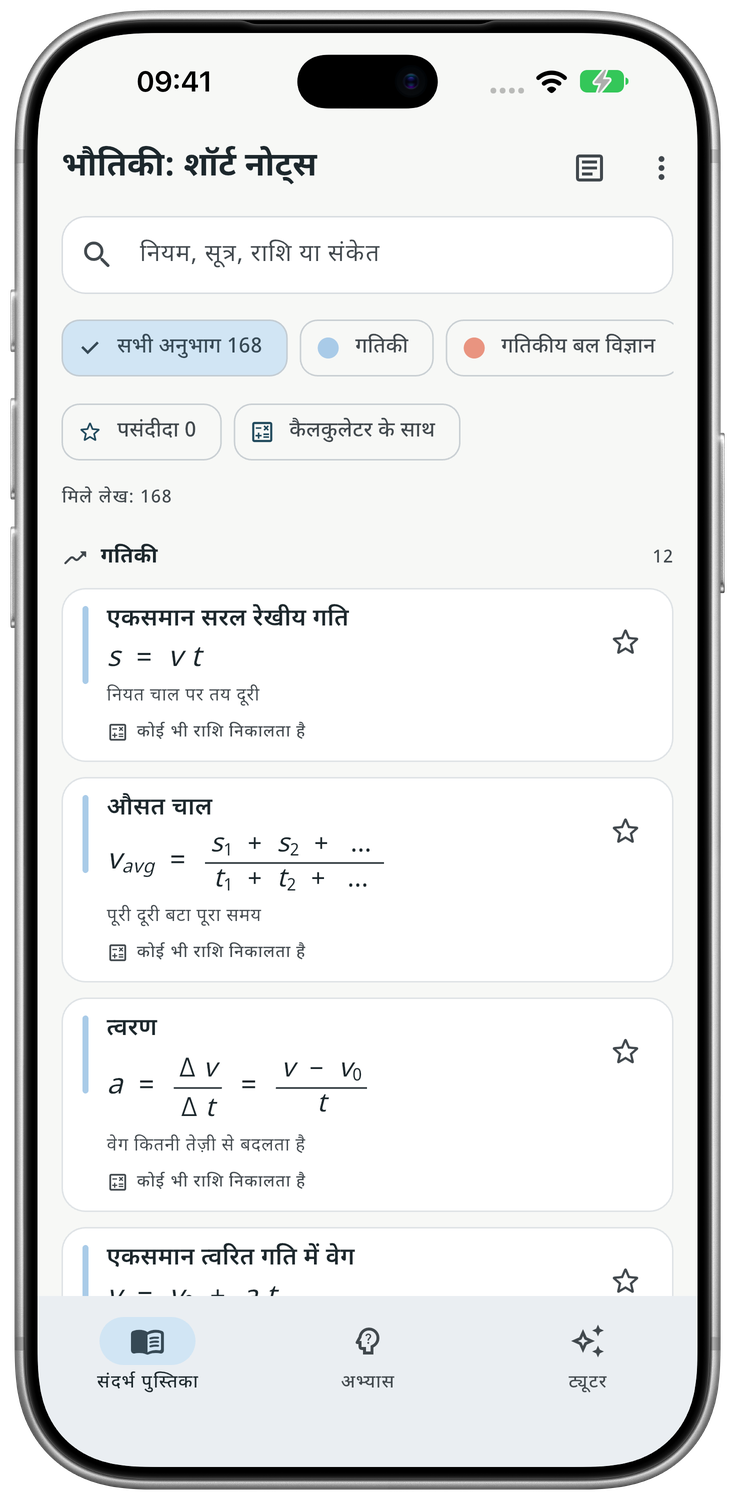 09:41
भौतिकी: शॉर्ट नोट्स
नियम, सूत्र, राशि या संकेत
सभी अनुभाग 168
गतिकी
गतिकीय बल विज्ञान
पसंदीदा 0
कैलकुलेटर के साथ
मिले लेख: 168
गतिकी 12
एकसमान सरल रेखीय गति
s = v t
नियत चाल पर तय दूरी
कोई भी राशि निकालता है
औसत चाल
v_avg = (s₁ + s₂ + ...) / (t₁ + t₂ + ...)
पूरी दूरी बटा पूरा समय
कोई भी राशि निकालता है
त्वरण
a = Δ v / Δ t = (v − v₀) / t
वेग कितनी तेज़ी से बदलता है
कोई भी राशि निकालता है
एकसमान त्वरित गति में वेग
v = v₀ + a t
संदर्भ पुस्तिका
अभ्यास
ट्यूटर